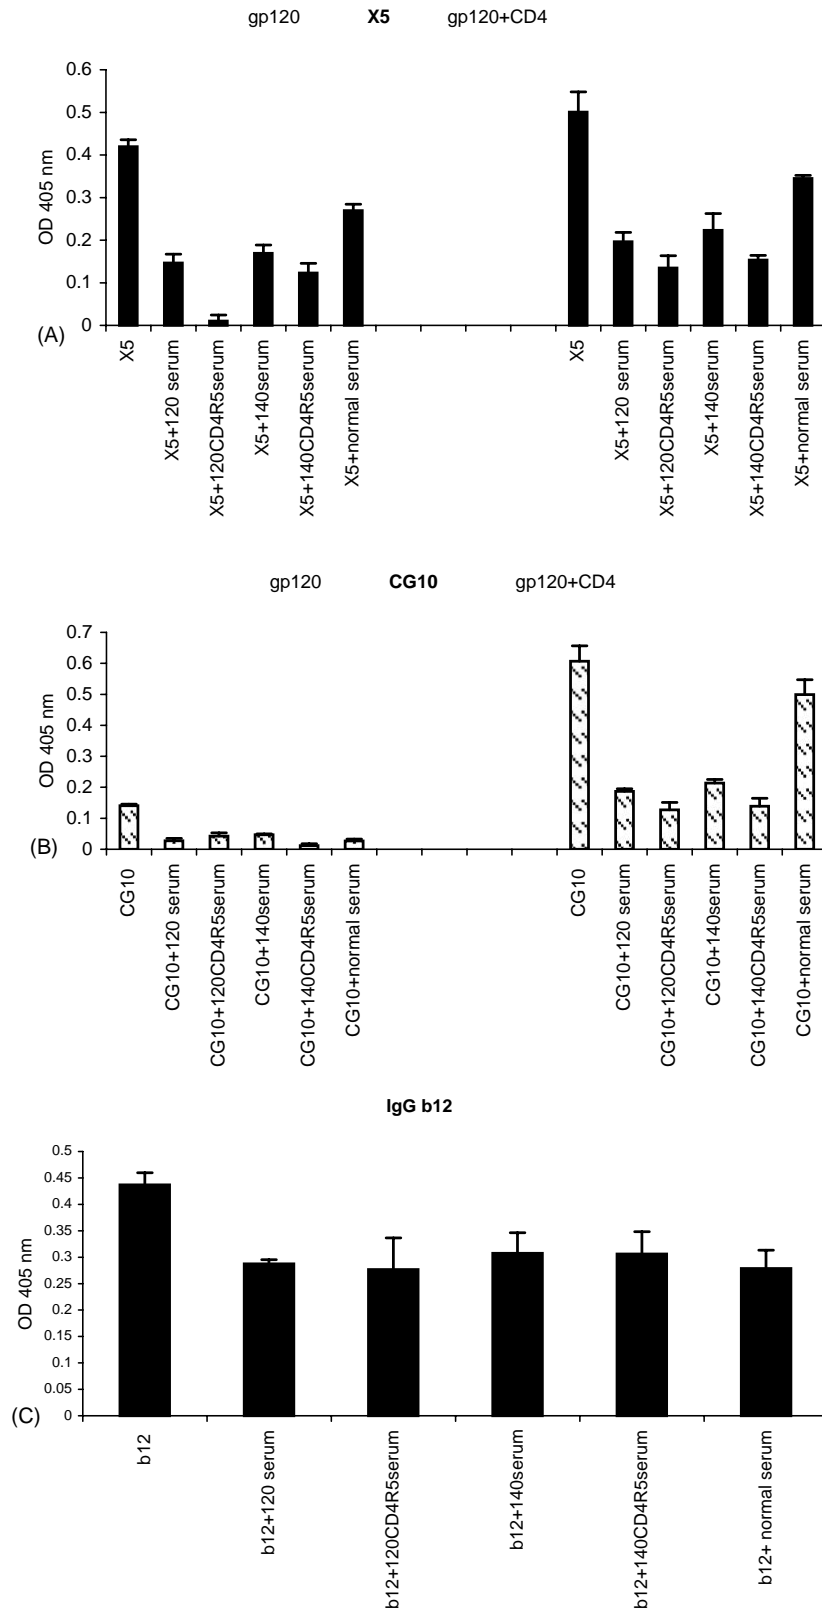 gp120 X5 gp120+CD4
0.6
0.5
0.4
0.3
0.2
0.1
0
OD 405 nm
(A)
X5
X5+120 serum
X5+120CD4R5serum
X5+140serum
X5+140CD4R5serum
X5+normal serum
X5
X5+120 serum
X5+120CD4R5serum
X5+140serum
X5+140CD4R5serum
X5+normal serum
gp120 CG10 gp120+CD4
0.7
0.6
0.5
0.4
0.3
0.2
0.1
0
OD 405 nm
(B)
CG10
CG10+120 serum
CG10+120CD4R5serum
CG10+140serum
CG10+140CD4R5serum
CG10+normal serum
CG10
CG10+120 serum
CG10+120CD4R5serum
CG10+140serum
CG10+140CD4R5serum
CG10+normal serum
IgG b12
0.5
0.45
0.4
0.35
0.3
0.25
0.2
0.15
0.1
0.05
0
OD 405 nm
(C)
b12
b12+120 serum
b12+120CD4R5serum
b12+140serum
b12+140CD4R5serum
b12+ normal serum